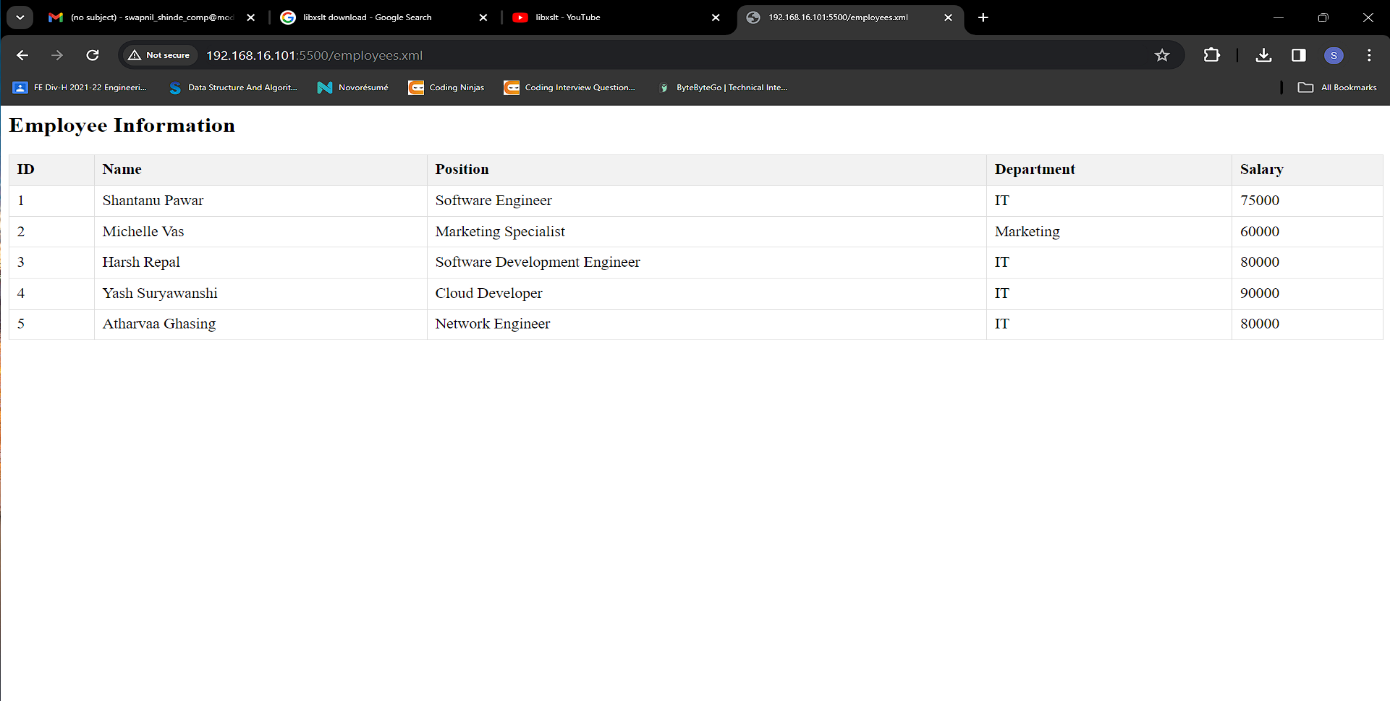 (no subject) - swapnil_shinde_comp@mod
libxslt download - Google Search
libxslt - YouTube
192.168.16.101:5500/employees.xml
Not secure
192.168.16.101:5500/employees.xml
S
FE Div-H 2021-22 Engineeri...
Data Structure And Algorit...
Novorésumé
Coding Ninjas
Coding Interview Question...
ByteByteGo | Technical Inte...
All Bookmarks
Employee Information
ID Name Position Department Salary
1 Shantanu Pawar Software Engineer IT 75000
2 Michelle Vas Marketing Specialist Marketing 60000
3 Harsh Repal Software Development Engineer IT 80000
4 Yash Suryawanshi Cloud Developer IT 90000
5 Atharvaa Ghasing Network Engineer IT 80000